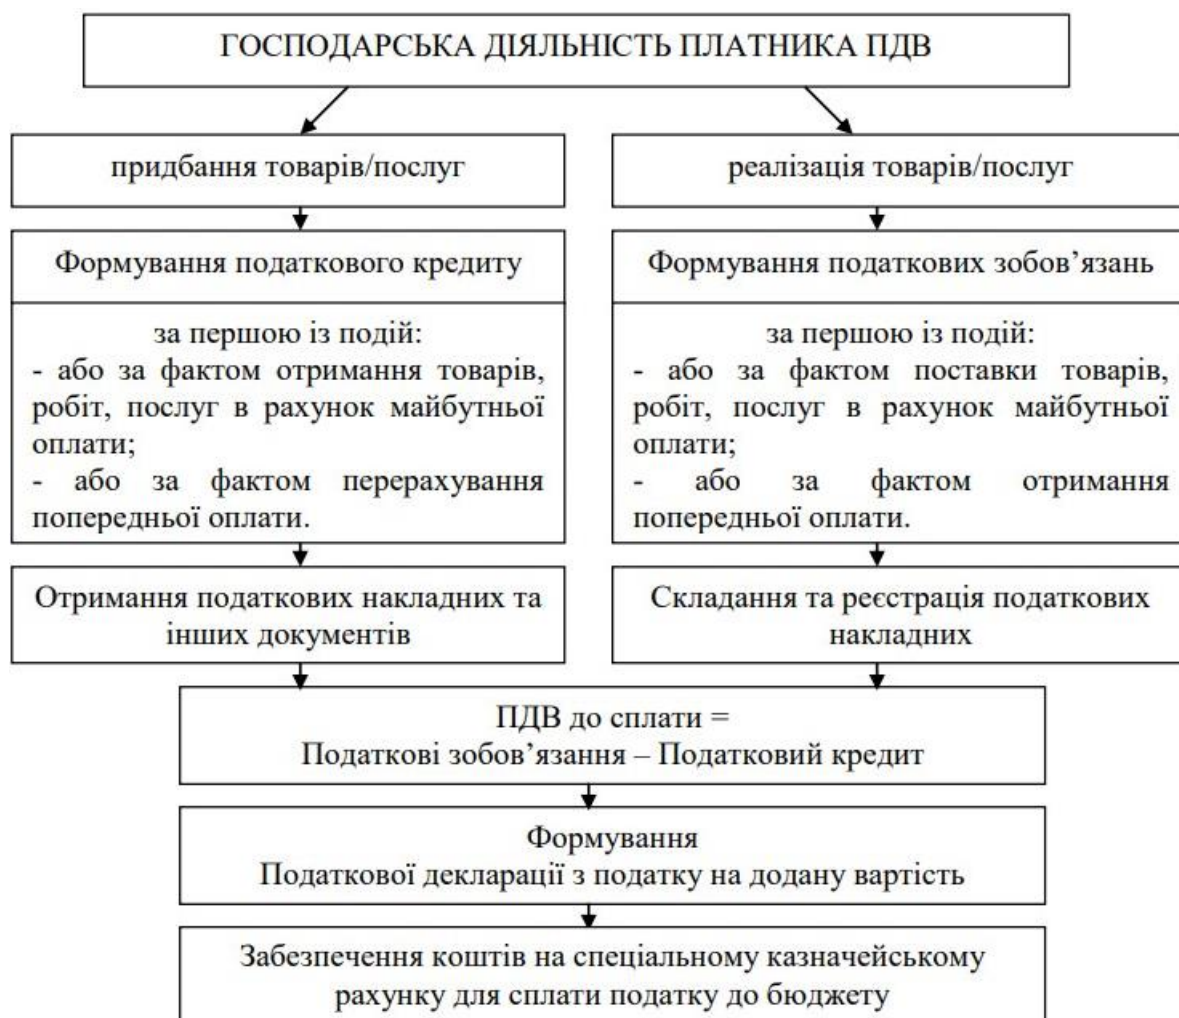 ГОСПОДАРСЬКА ДІЯЛЬНІСТЬ ПЛАТНИКА ПДВ
придбання товарів/послуг
Формування податкового кредиту
за першою із подій:
- або за фактом отримання товарів,
робіт, послуг в рахунок майбутньої
оплати;
- або за фактом перерахування
попередньої оплати.
Отримання податкових накладних та
інших документів
реалізація товарів/послуг
Формування податкових зобов’язань
за першою із подій:
- або за фактом поставки товарів,
робіт, послуг в рахунок майбутньої
оплати;
- або за фактом отримання
попередньої оплати.
Складання та реєстрація податкових
накладних
ПДВ до сплати =
Податкові зобов’язання – Податковий кредит
Формування
Податкової декларації з податку на додану вартість
Забезпечення коштів на спеціальному казначейському
рахунку для сплати податку до бюджету